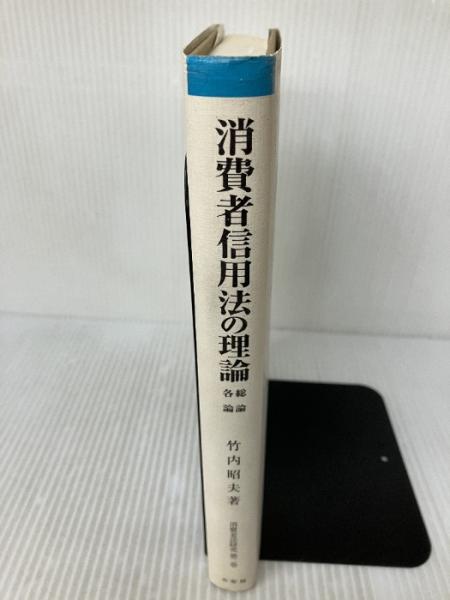 消費者信用法の理論
総論
各論
竹内昭夫著